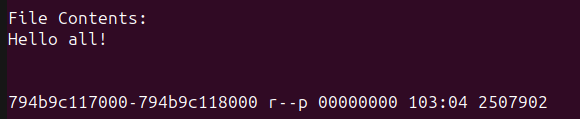 File Contents:
Hello all!
794b9c117000-794b9c118000 r--p 00000000 103:04 2507902